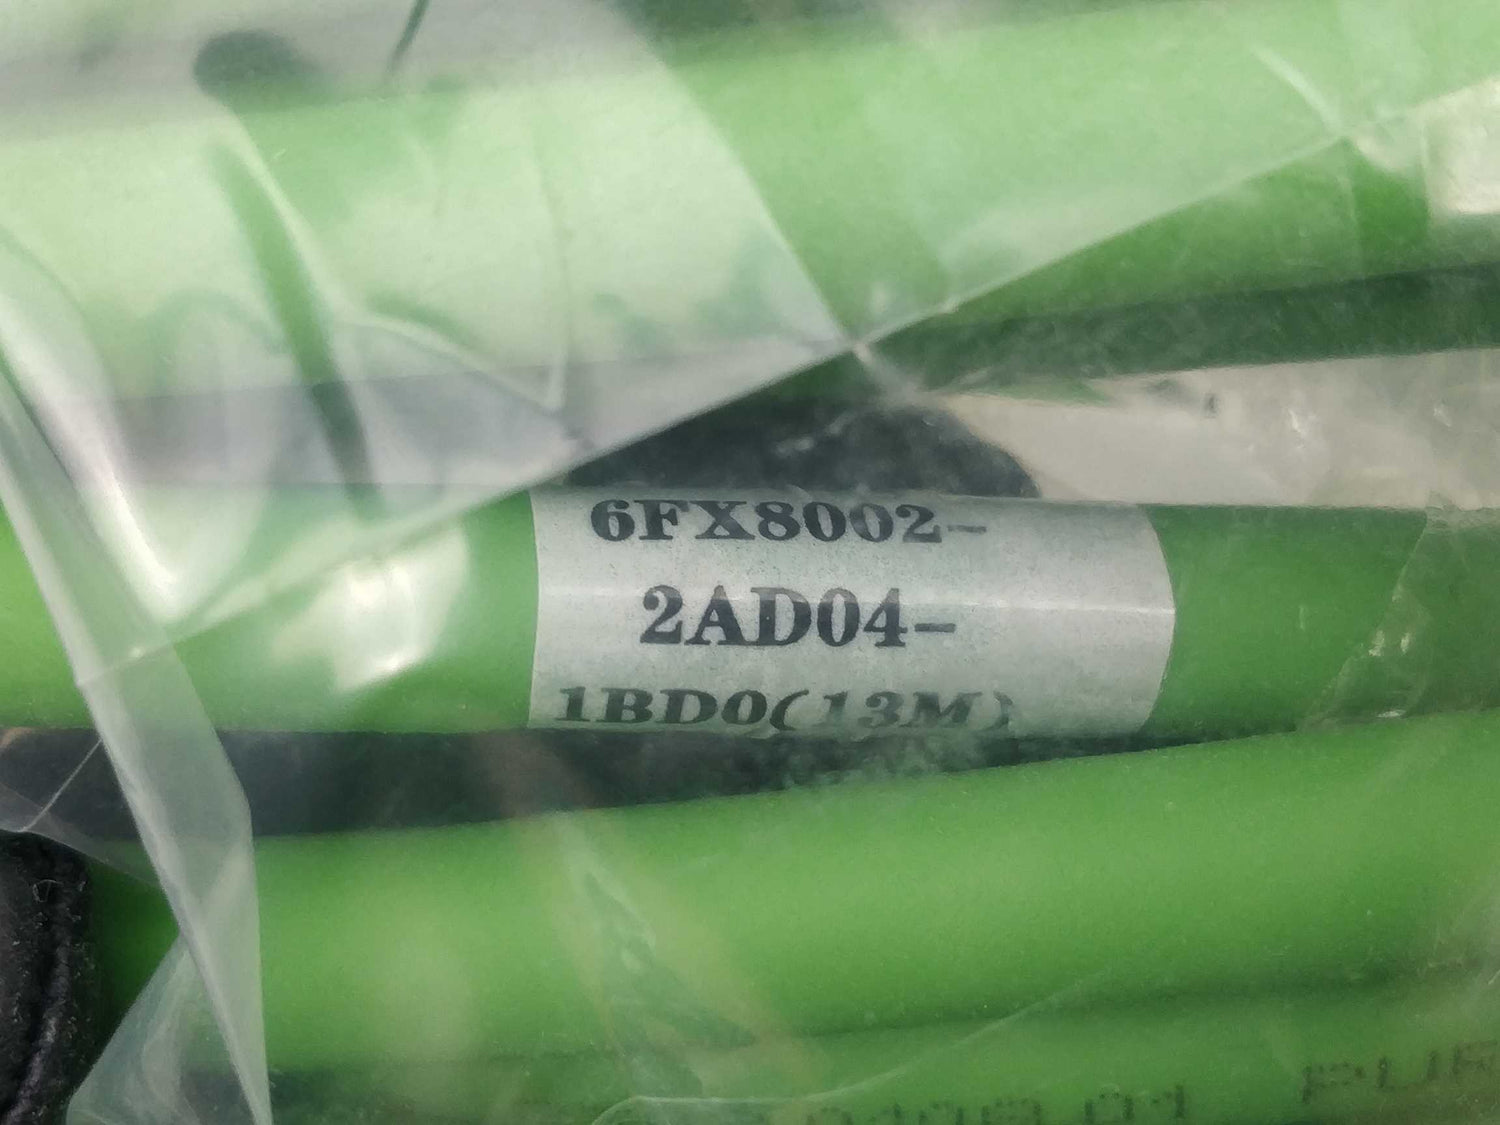 6FX8002-
2AD04-
1BD0(13M)